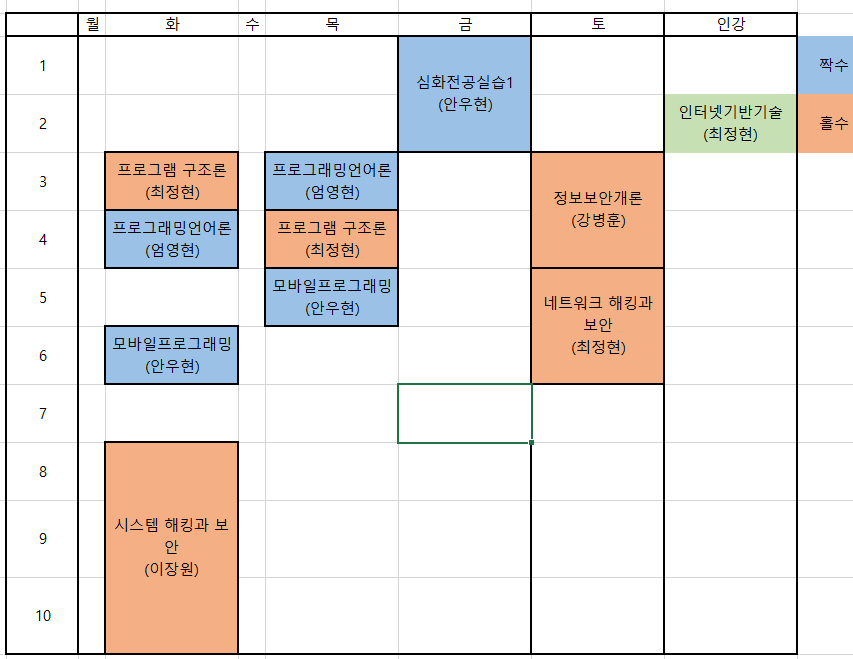 월 화 수 목 금 토 인강
1
심화전공실습1
(안우현)
짝수
2
인터넷기반기술
(최정현)
홀수
3
프로그램 구조론
(최정현)
프로그래밍언어론
(엄영현)
정보보안개론
(강병훈)
4
프로그래밍언어론
(엄영현)
프로그램 구조론
(최정현)
5
모바일프로그래밍
(안우현)
네트워크 해킹과
보안
(최정현)
6
모바일프로그래밍
(안우현)
7
8
9
시스템 해킹과 보
안
(이장원)
10